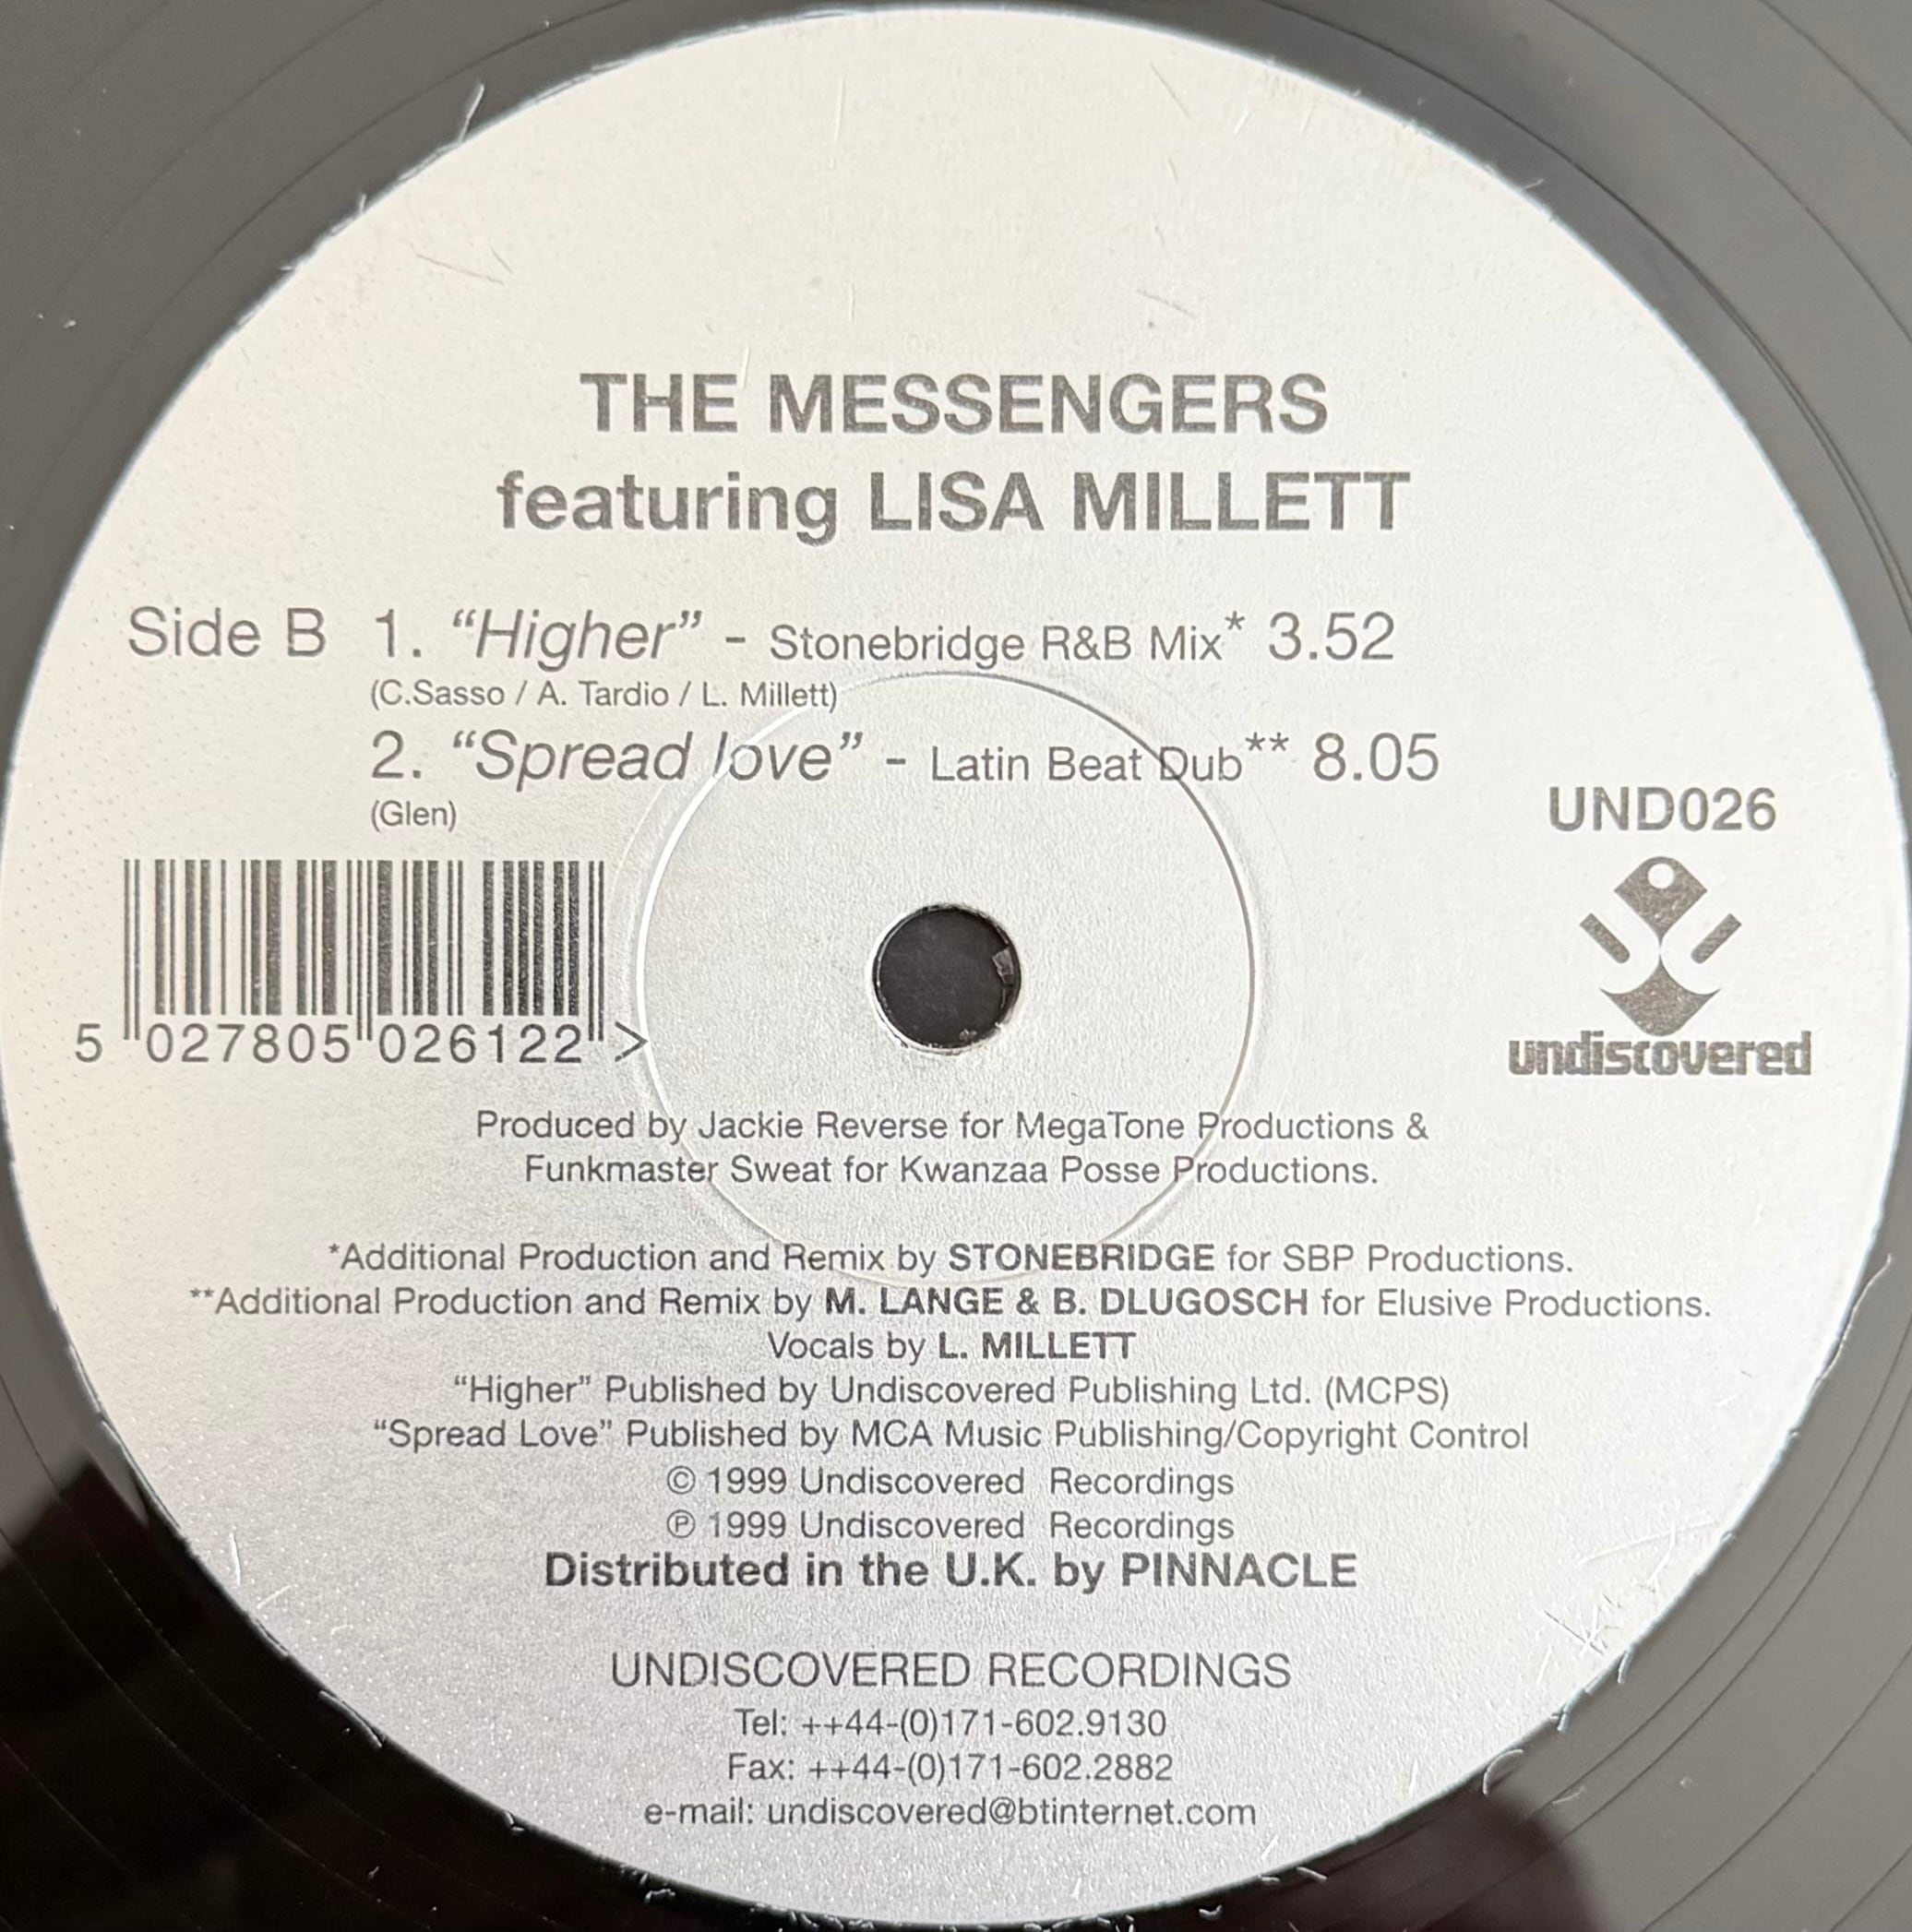 THE MESSENGERS
featuring LISA MILLETT
Side B 1. “Higher” - Stonebridge R&B Mix* 3.52
(C.Sasso / A. Tardio / L. Millett)
2. “Spread love” - Latin Beat Dub** 8.05
(Glen)
UND026
undiscovered
5 027805 026122 >
Produced by Jackie Reverse for MegaTone Productions &
Funkmaster Sweat for Kwanzaa Posse Productions.
*Additional Production and Remix by STONEBRIDGE for SBP Productions.
**Additional Production and Remix by M. LANGE & B. DLUGOSCH for Elusive Productions.
Vocals by L. MILLETT
“Higher” Published by Undiscovered Publishing Ltd. (MCPS)
“Spread Love” Published by MCA Music Publishing/Copyright Control
© 1999 Undiscovered Recordings
℗ 1999 Undiscovered Recordings
Distributed in the U.K. by PINNACLE
UNDISCOVERED RECORDINGS
Tel: ++44-(0)171-602.9130
Fax: ++44-(0)171-602.2882
e-mail: undiscovered@btinternet.com